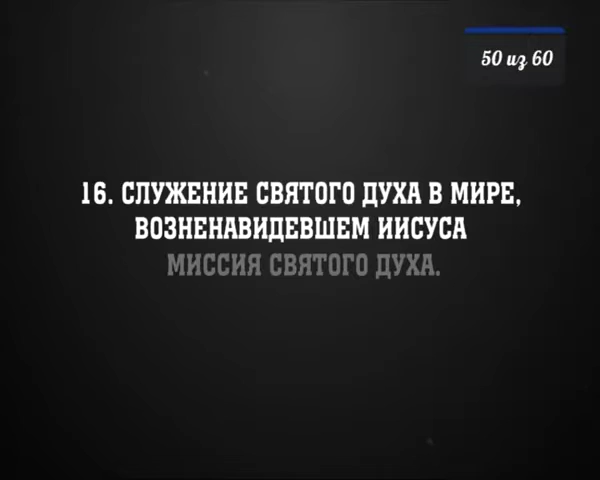 50 из 60
16. СЛУЖЕНИЕ СВЯТОГО ДУХА В МИРЕ,
ВОЗНЕНАВИДЕВШЕМ ИИСУСА
МИССИЯ СВЯТОГО ДУХА.